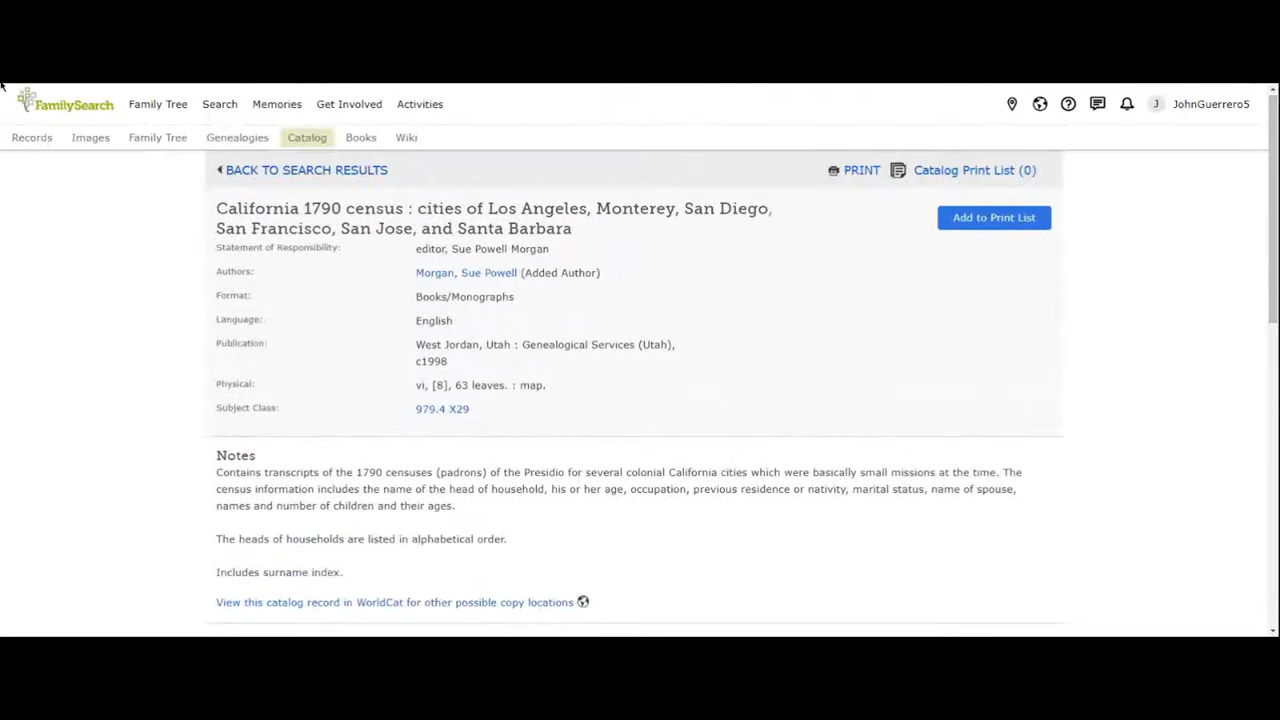 FamilySearch Family Tree Search Memories Get Involved Activities J JohnGuerrero5
Records Images Family Tree Genealogies Catalog Books Wiki
BACK TO SEARCH RESULTS PRINT Catalog Print List (0)
California 1790 census : cities of Los Angeles, Monterey, San Diego,
San Francisco, San Jose, and Santa Barbara
Add to Print List
Statement of Responsibility: editor, Sue Powell Morgan
Authors: Morgan, Sue Powell (Added Author)
Format: Books/Monographs
Language: English
Publication: West Jordan, Utah : Genealogical Services (Utah),
c1998
Physical: vi, [8], 63 leaves. : map.
Subject Class: 979.4 X29
Notes
Contains transcripts of the 1790 censuses (padrons) of the Presidio for several colonial California cities which were basically small missions at the time. The
census information includes the name of the head of household, his or her age, occupation, previous residence or nativity, marital status, name of spouse,
names and number of children and their ages.
The heads of households are listed in alphabetical order.
Includes surname index.
View this catalog record in WorldCat for other possible copy locations